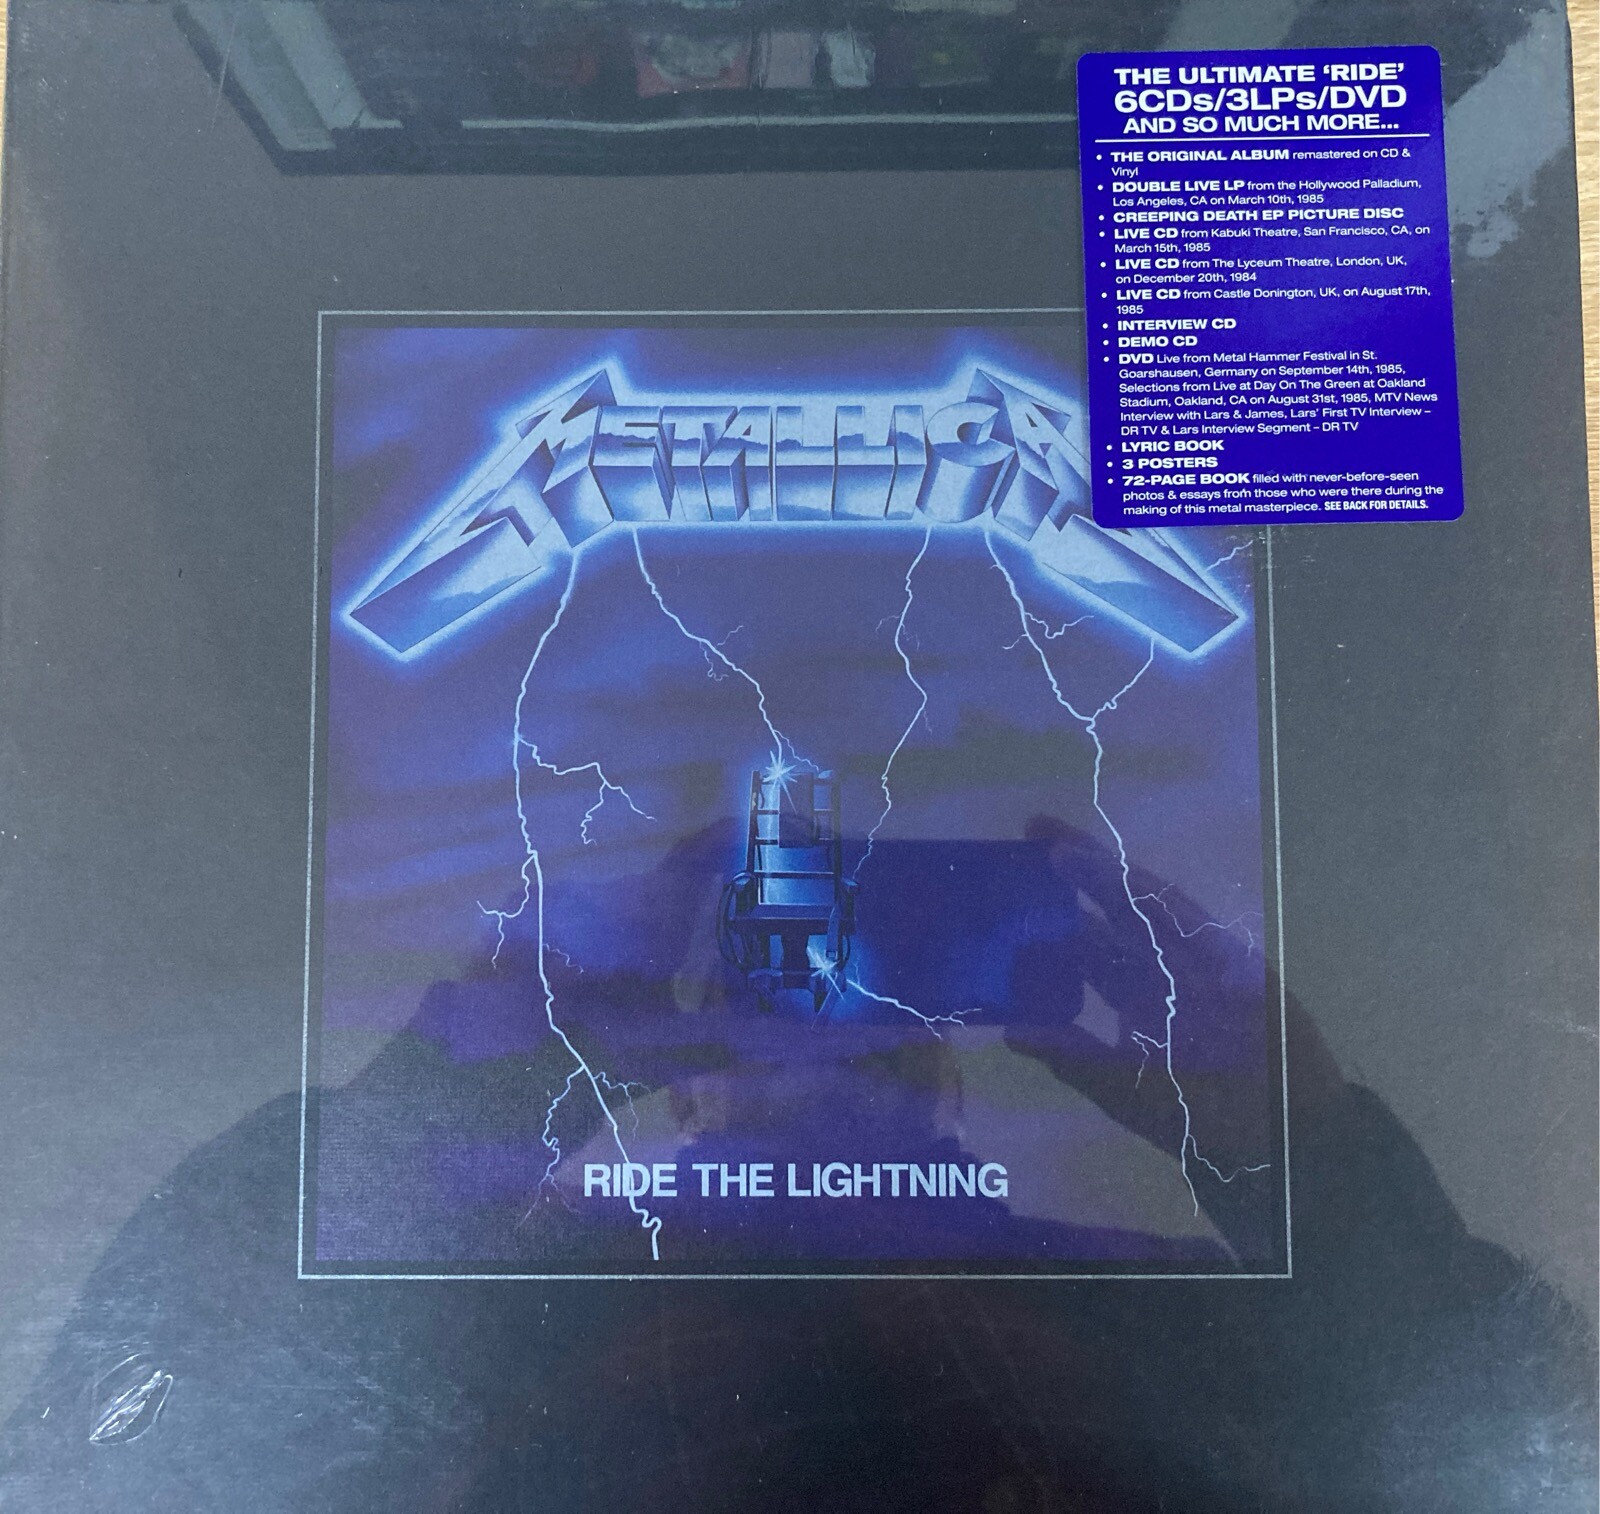 THE ULTIMATE ‘RIDE’
6CDs/3LPs/DVD
AND SO MUCH MORE...
• THE ORIGINAL ALBUM remastered on CD &
Vinyl
• DOUBLE LIVE LP from the Hollywood Palladium,
Los Angeles, CA on March 10th, 1985
• CREEPING DEATH EP PICTURE DISC
• LIVE CD from Kabuki Theatre, San Francisco, CA, on
March 15th, 1985
• LIVE CD from The Lyceum Theatre, London, UK,
on December 20th, 1984
• LIVE CD from Castle Donington, UK, on August 17th,
1985
• INTERVIEW CD
• DEMO CD
• DVD Live from Metal Hammer Festival in St.
Goarshausen, Germany on September 14th, 1985,
Selections from Live at Day On The Green at Oakland
Stadium, Oakland, CA on August 31st, 1985, MTV News
Interview with Lars & James, Lars’ First TV Interview –
DR TV & Lars Interview Segment – DR TV
• LYRIC BOOK
• 3 POSTERS
• 72-PAGE BOOK filled with never-before-seen
photos & essays from those who were there during the
making of this metal masterpiece. SEE BACK FOR DETAILS.
METALLICA
RIDE THE LIGHTNING